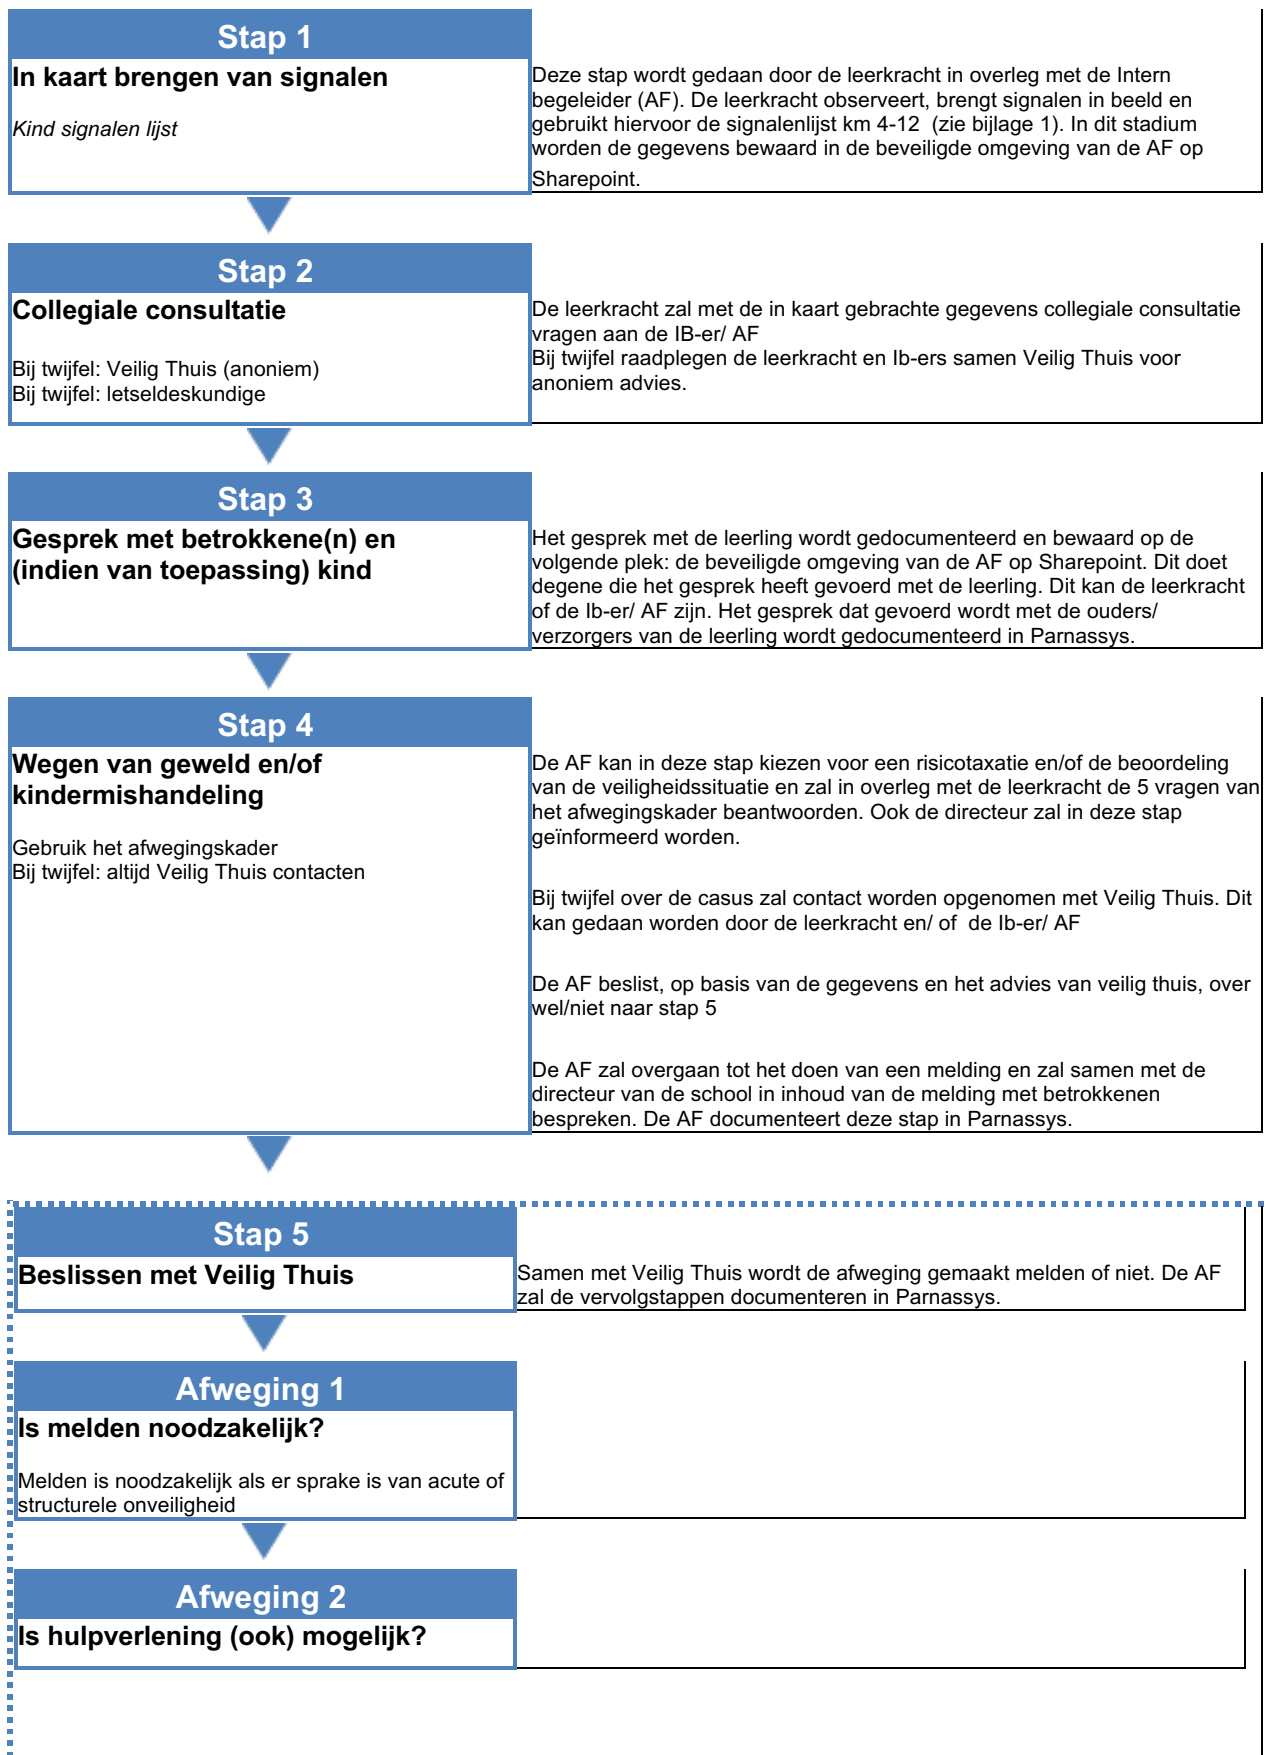 Stap 1
In kaart brengen van signalen
Kind signalen lijst
Deze stap wordt gedaan door de leerkracht in overleg met de Intern
begeleider (AF). De leerkracht observeert, brengt signalen in beeld en
gebruikt hiervoor de signalenlijst km 4-12 (zie bijlage 1). In dit stadium
worden de gegevens bewaard in de beveiligde omgeving van de AF op
Sharepoint.
Stap 2
Collegiale consultatie
Bij twijfel: Veilig Thuis (anoniem)
Bij twijfel: letseldeskundige
De leerkracht zal met de in kaart gebrachte gegevens collegiale consultatie
vragen aan de IB-er/ AF
Bij twijfel raadplegen de leerkracht en Ib-ers samen Veilig Thuis voor
anoniem advies.
Stap 3
Gesprek met betrokkene(n) en
(indien van toepassing) kind
Het gesprek met de leerling wordt gedocumenteerd en bewaard op de
volgende plek: de beveiligde omgeving van de AF op Sharepoint. Dit doet
degene die het gesprek heeft gevoerd met de leerling. Dit kan de leerkracht
of de Ib-er/ AF zijn. Het gesprek dat gevoerd wordt met de ouders/
verzorgers van de leerling wordt gedocumenteerd in Parnassys.
Stap 4
Wegen van geweld en/of
kindermishandeling
Gebruik het afwegingskader
Bij twijfel: altijd Veilig Thuis contacten
De AF kan in deze stap kiezen voor een risicotaxatie en/of de beoordeling
van de veiligheidssituatie en zal in overleg met de leerkracht de 5 vragen van
het afwegingskader beantwoorden. Ook de directeur zal in deze stap
geïnformeerd worden.
Bij twijfel over de casus zal contact worden opgenomen met Veilig Thuis. Dit
kan gedaan worden door de leerkracht en/ of de Ib-er/ AF
De AF beslist, op basis van de gegevens en het advies van veilig thuis, over
wel/niet naar stap 5
De AF zal overgaan tot het doen van een melding en zal samen met de
directeur van de school in inhoud van de melding met betrokkenen
bespreken. De AF documenteert deze stap in Parnassys.
Stap 5
Beslissen met Veilig Thuis
Samen met Veilig Thuis wordt de afweging gemaakt melden of niet. De AF
zal de vervolgstappen documenteren in Parnassys.
Afweging 1
Is melden noodzakelijk?
Melden is noodzakelijk als er sprake is van acute of
structurele onveiligheid
Afweging 2
Is hulpverlening (ook) mogelijk?